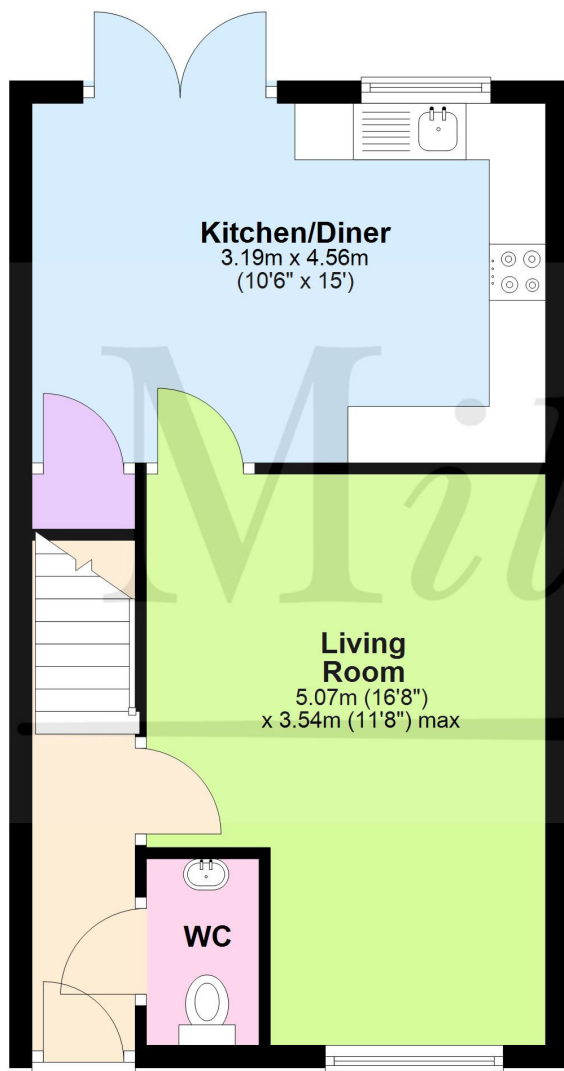 Kitchen/Diner
3.19m x 4.56m
(10'6" x 15')
Mil
Living
Room
5.07m (16'8")
x 3.54m (11'8") max
WC